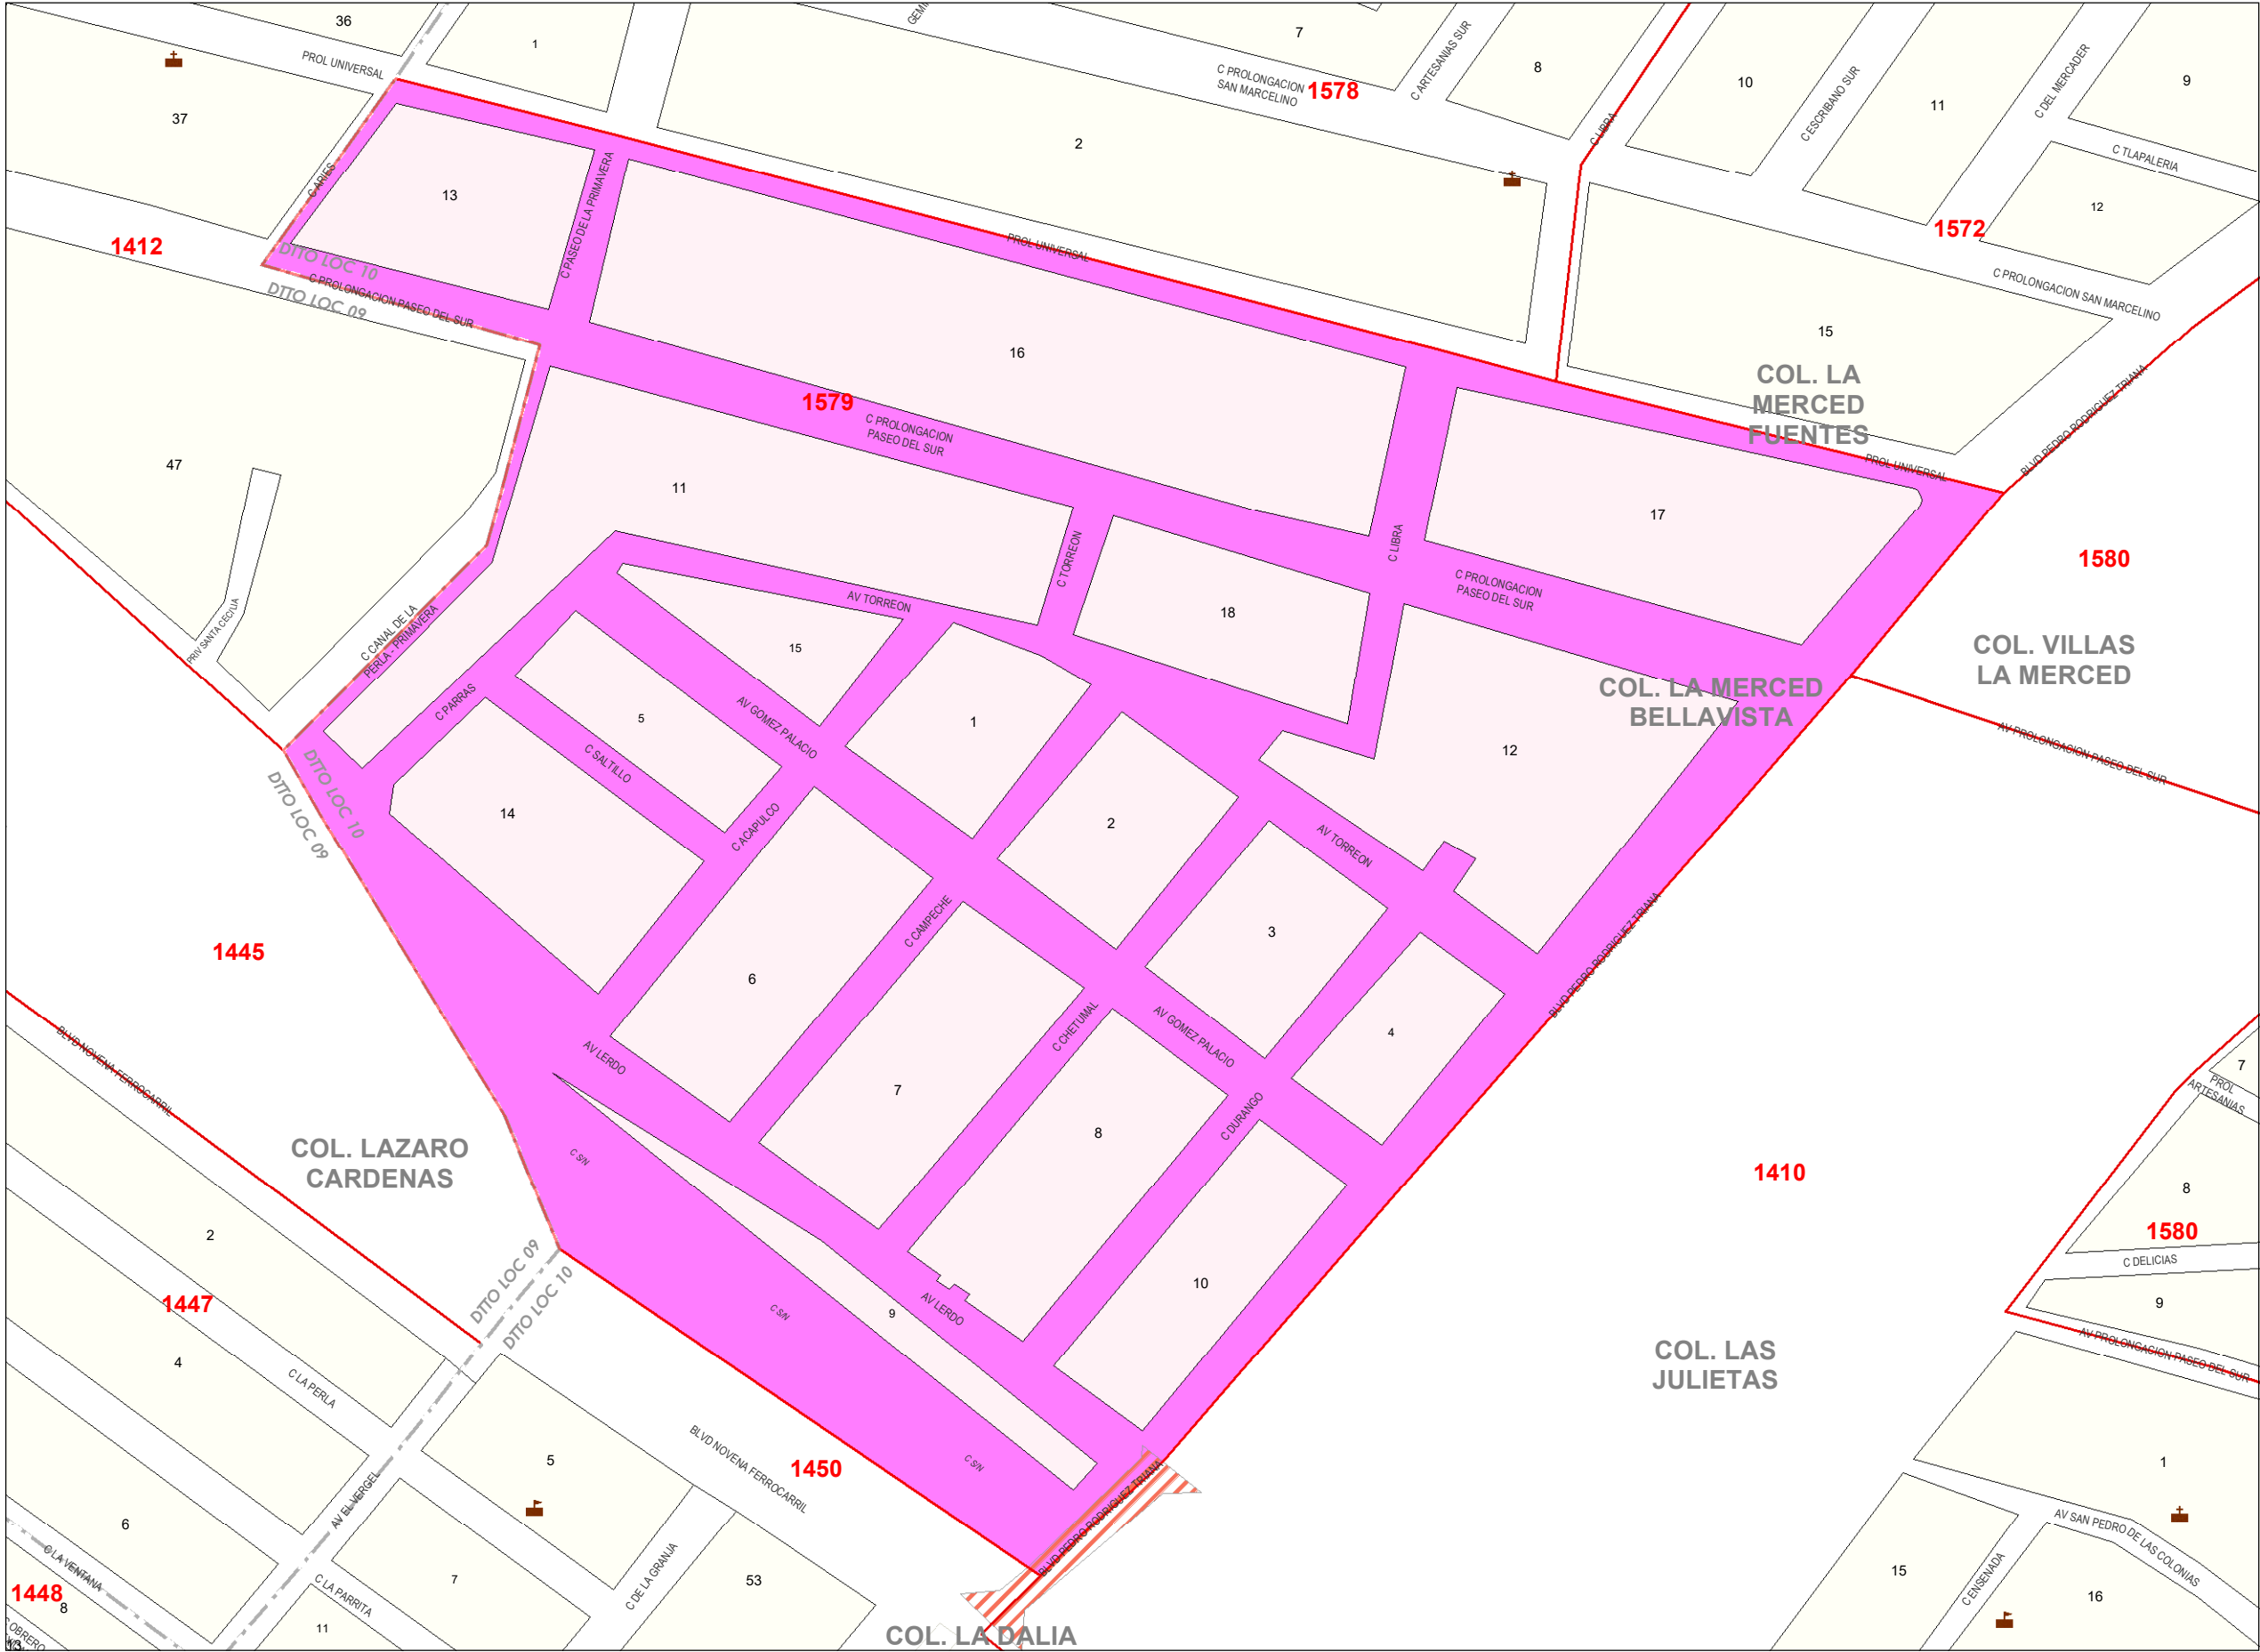 36
1
PROL UNIVERSAL
37
GEMI
7
C ARTESANIAS SUR
8
C PROLONGACION
SAN MARCELINO
1578
C LIBRA
10
C ESCRIBANO SUR
11
C DEL MERCADER
9
C TLAPALERIA
12
2
C ARIES
13
C PASEO DE LA PRIMAVERA
1412
DTTO LOC 10
DTTO LOC 09
C PROLONGACION PASEO DEL SUR
PROL UNIVERSAL
1572
C PROLONGACION SAN MARCELINO
15
16
COL. LA
MERCED
FUENTES
BLVD PEDRO RODRIGUEZ TRIANA
1579
C PROLONGACION
PASEO DEL SUR
PROL UNIVERSAL
47
11
17
C TORREON
C LIBRA
1580
C PROLONGACION
PASEO DEL SUR
AV TORREON
18
PRIV SANTA CECILIA
C CANAL DE LA
PERLA - PRIMAVERA
15
COL. VILLAS
LA MERCED
COL. LA MERCED
BELLAVISTA
C PARRAS
5
AV GOMEZ PALACIO
1
12
AV PROLONGACION PASEO DEL SUR
C SALTILLO
DTTO LOC 10
DTTO LOC 09
14
C ACAPULCO
2
AV TORREON
C CAMPECHE
3
BLVD PEDRO RODRIGUEZ TRIANA
1445
6
C CHETUMAL
AV GOMEZ PALACIO
4
BLVD NOVENA FERROCARRIL
AV LERDO
7
7
PROL
ARTESANIAS
C DURANGO
8
COL. LAZARO
CARDENAS
C S/N
1410
8
2
1580
C DELICIAS
DTTO LOC 09
DTTO LOC 10
10
1447
C S/N
9
AV LERDO
9
AV PROLONGACION PASEO DEL SUR
4
C LA PERLA
COL. LAS
JULIETAS
5
BLVD NOVENA FERROCARRIL
1450
C S/N
1
AV EL VERGEL
BLVD PEDRO RODRIGUEZ TRIANA
6
AV SAN PEDRO DE LAS COLONIAS
C LA VENTANA
7
C DE LA GRANJA
53
15
C ENSENADA
16
1448
8
C LA PARRITA
11
C OBRERO
13
COL. LA DALIA